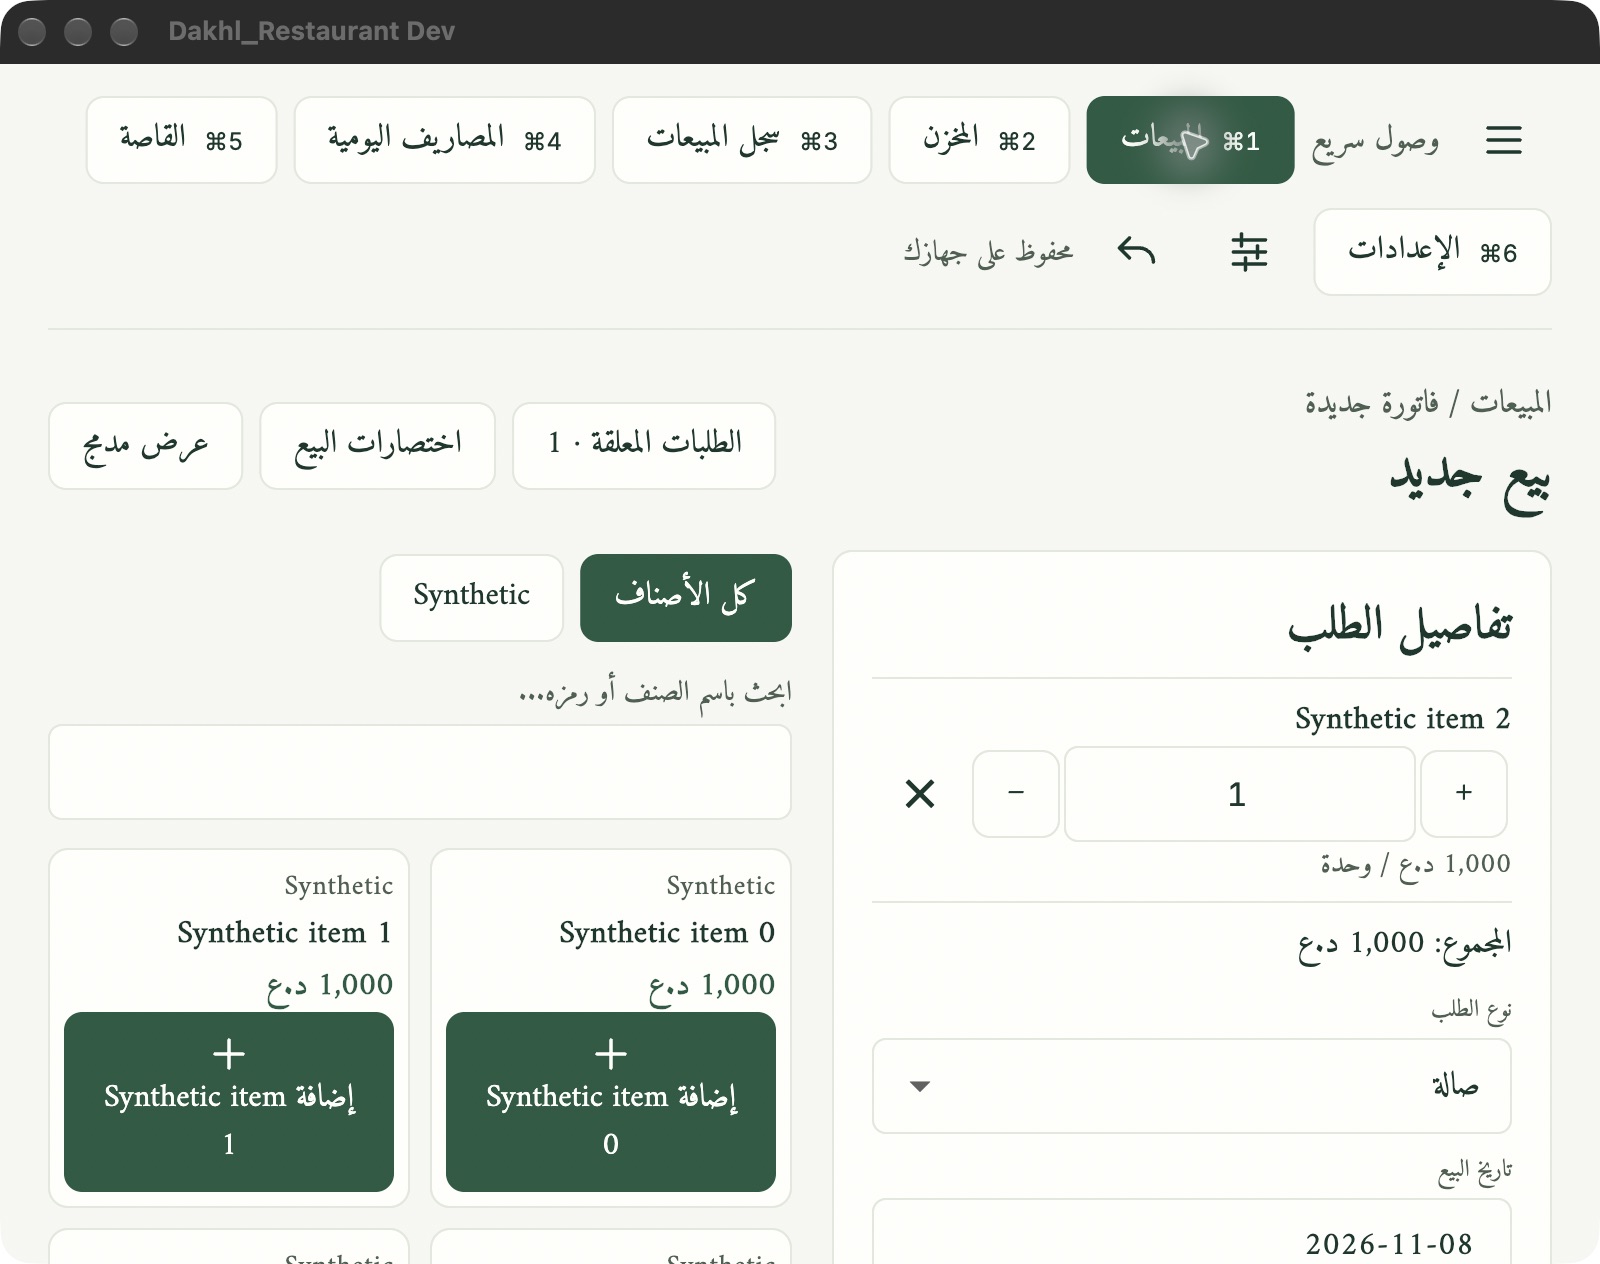 Dakhl_Restaurant Dev
وصول سريع
المبيعات ⌘1
المخزن ⌘2
سجل المبيعات ⌘3
المصاريف اليومية ⌘4
القاصة ⌘5
الإعدادات ⌘6
محفوظ على جهازك
المبيعات / فاتورة جديدة
بيع جديد
الطلبات المعلقة · 1
اختصارات البيع
عرض مدمج
تفاصيل الطلب
Synthetic item 2
+
1
−
1,000 د.ع / وحدة
المجموع: 1,000 د.ع
نوع الطلب
صالة
تاريخ البيع
2026-11-08
كل الأصناف
Synthetic
ابحث باسم الصنف أو رمزه...
Synthetic
Synthetic item 0
1,000 د.ع
إضافة Synthetic item
0
Synthetic
Synthetic item 1
1,000 د.ع
إضافة Synthetic item
1
Synthetic
Synthetic